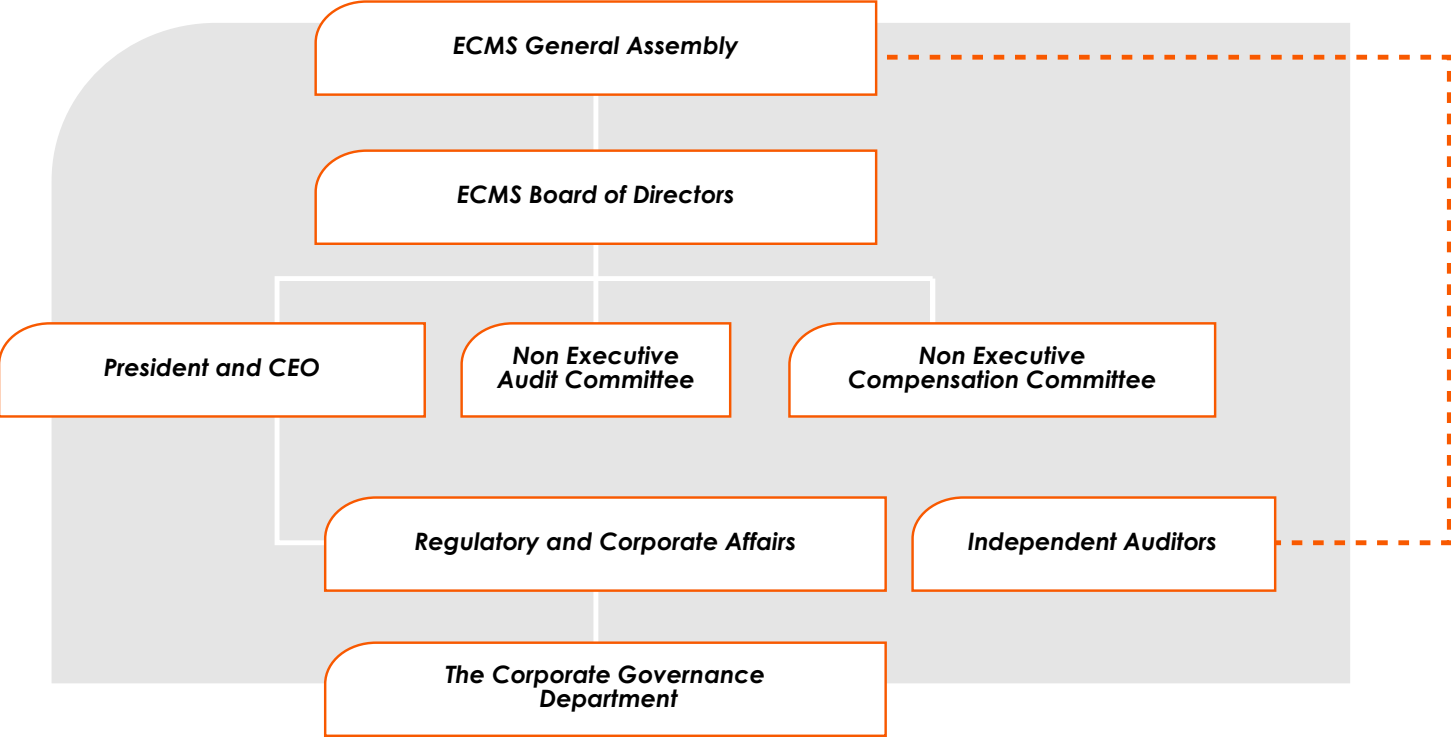 ECMS General Assembly
ECMS Board of Directors
President and CEO
Non Executive
Audit Committee
Non Executive
Compensation Committee
Regulatory and Corporate Affairs
Independent Auditors
The Corporate Governance
Department